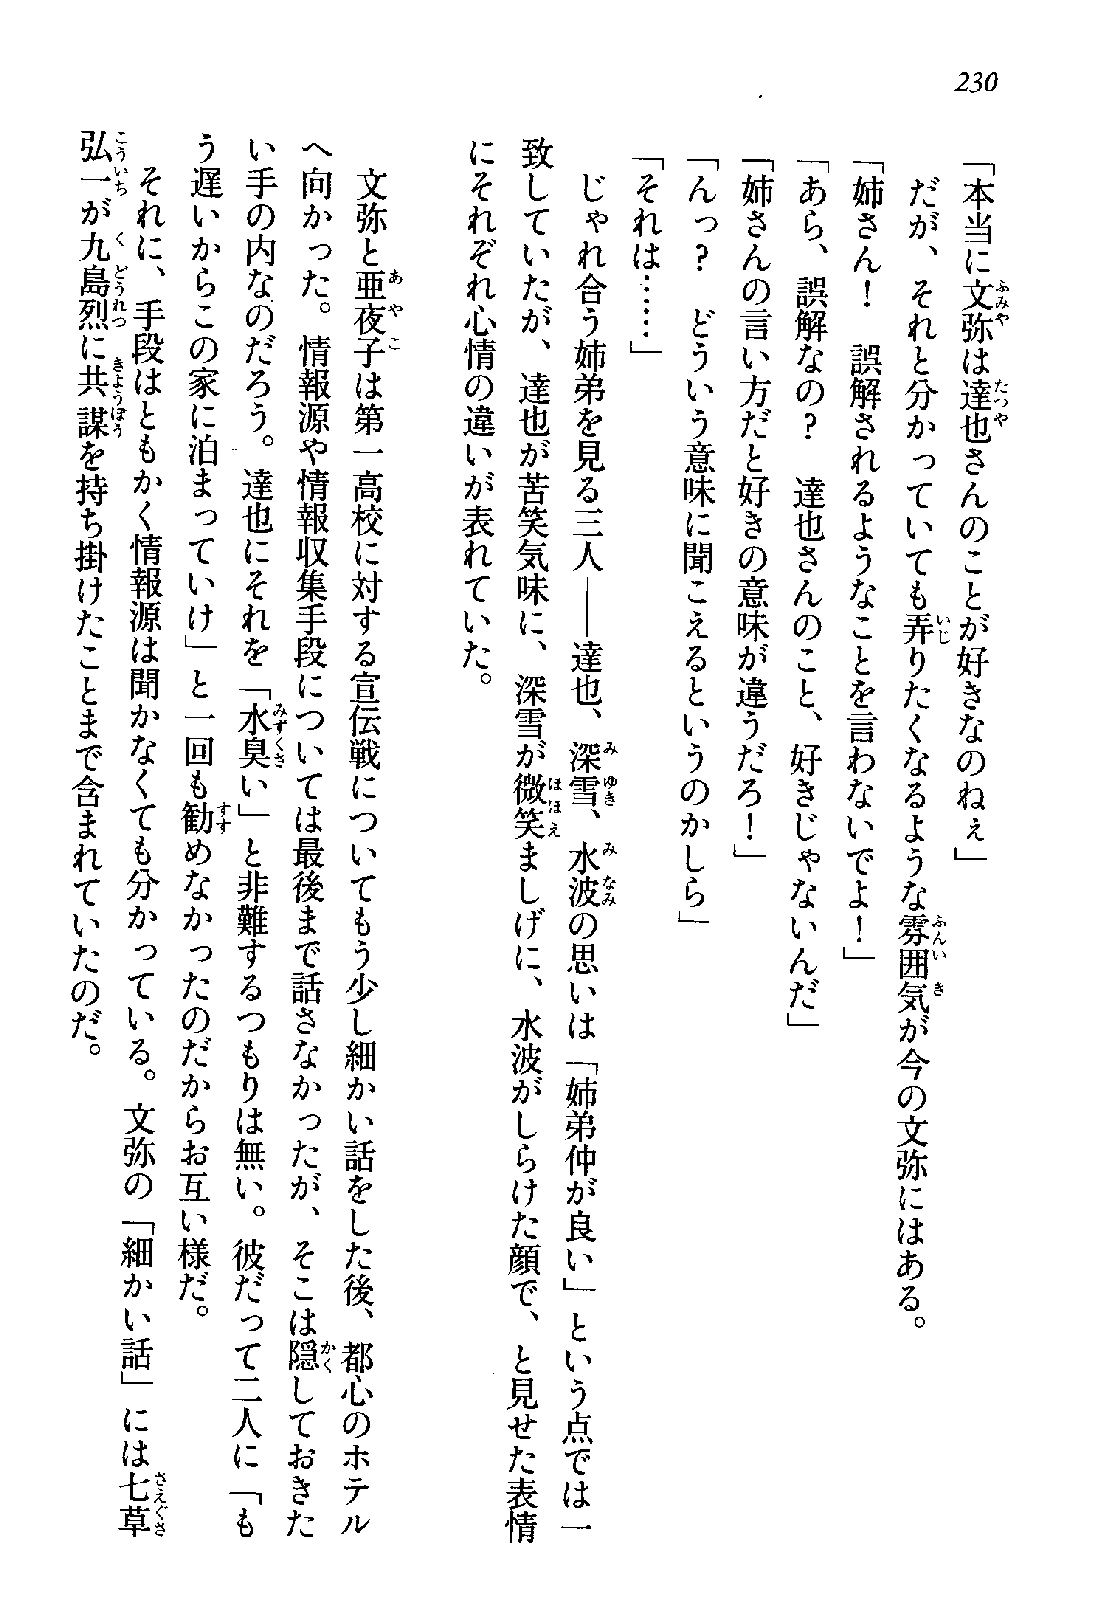 230
「本当に文弥は達也さんのことが好きなのねぇ」
だが、それと分かっていても弄りたくなるような雰囲気が今の文弥にはある。
「姉さん！　誤解されるようなことを言わないでよ！」
「あら、誤解なの？　達也さんのこと、好きじゃないんだ」
「姉さんの言い方だと好きの意味が違うだろ！」
「んっ？　どういう意味に聞こえるというのかしら」
「それは……」
じゃれ合う姉弟を見る三人――達也、深雪、水波の思いは「姉弟仲が良い」という点では一
致していたが、達也が苦笑気味に、深雪が微笑ましげに、水波がしらけた顔で、と見せた表情
にそれぞれ心情の違いが表れていた。
文弥と亜夜子は第一高校に対する宣伝戦についてもう少し細かい話をした後、都心のホテル
へ向かった。情報源や情報収集手段については最後まで話さなかったが、そこは隠しておきた
い手の内なのだろう。達也にそれを「水臭い」と非難するつもりは無い。彼だって二人に「も
う遅いからこの家に泊まっていけ」と一回も勧めなかったのだからお互い様だ。
それに、手段はともかく情報源は聞かなくても分かっている。文弥の「細かい話」には七草
弘一が九島烈に共謀を持ち掛けたことまで含まれていたのだ。